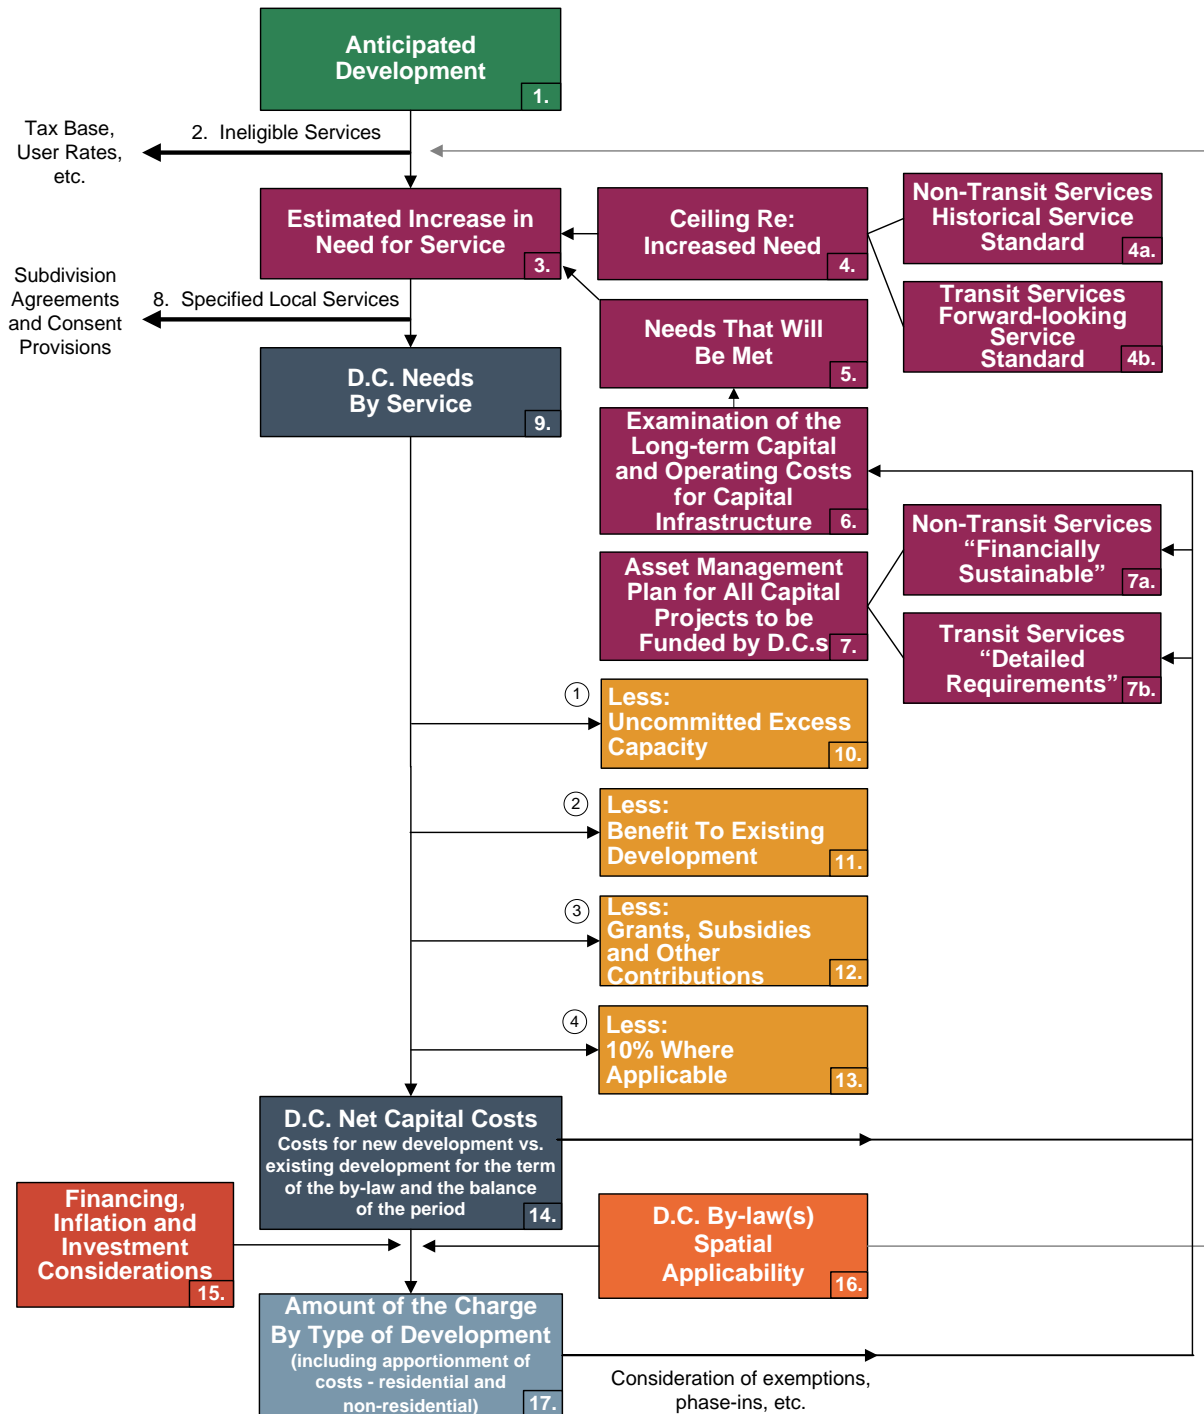 Anticipated
Development
1.
2.  Ineligible Services
Tax Base,
User Rates,
etc.
Estimated Increase in
Need for Service
3.
Ceiling Re:
Increased Need
4.
Non-Transit Services
Historical Service
Standard
4a.
Transit Services
Forward-looking
Service
Standard
4b.
Needs That Will
Be Met
5.
Subdivision
Agreements
and Consent
Provisions
8.  Specified Local Services
D.C. Needs
By Service
9.
Examination of the
Long-term Capital
and Operating Costs
for Capital
Infrastructure
6.
Asset Management
Plan for All Capital
Projects to be
Funded by D.C.s
7.
Non-Transit Services
“Financially
Sustainable”
7a.
Transit Services
“Detailed
Requirements”
7b.
1
Less:
Uncommitted Excess
Capacity
10.
2
Less:
Benefit To Existing
Development
11.
3
Less:
Grants, Subsidies
and Other
Contributions
12.
4
Less:
10% Where
Applicable
13.
D.C. Net Capital Costs
Costs for new development vs.
existing development for the term
of the by-law and the balance
of the period
14.
Financing,
Inflation and
Investment
Considerations
15.
D.C. By-law(s)
Spatial
Applicability
16.
Amount of the Charge
By Type of Development
(including apportionment of
costs - residential and
non-residential)
17.
Consideration of exemptions,
phase-ins, etc.